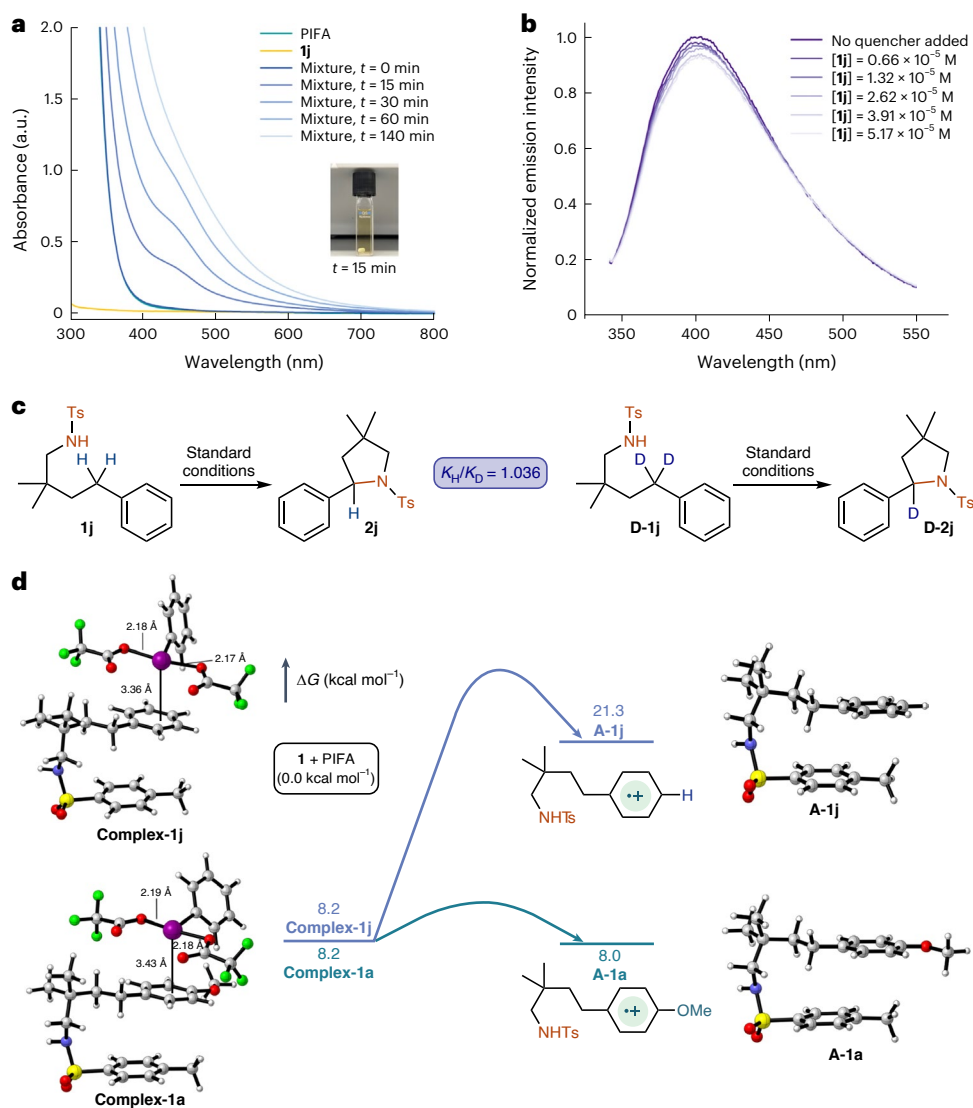 a
2.0
1.5
1.0
0.5
0
300
400
500
600
700
800
Absorbance (a.u.)
Wavelength (nm)
PIFA
1j
Mixture, t = 0 min
Mixture, t = 15 min
Mixture, t = 30 min
Mixture, t = 60 min
Mixture, t = 140 min
t = 15 min
b
1.0
0.8
0.6
0.4
0.2
0
350
400
450
500
550
Normalized emission intensity
Wavelength (nm)
No quencher added
[1j] = 0.66 × 10⁻⁵ M
[1j] = 1.32 × 10⁻⁵ M
[1j] = 2.62 × 10⁻⁵ M
[1j] = 3.91 × 10⁻⁵ M
[1j] = 5.17 × 10⁻⁵ M
c
Ts
NH
H H
1j
Standard
conditions
N
Ts
H
2j
K_H/K_D = 1.036
Ts
NH
D D
D-1j
Standard
conditions
N
Ts
D
D-2j
d
2.18 Å
2.17 Å
3.36 Å
Complex-1j
ΔG (kcal mol⁻¹)
1 + PIFA
(0.0 kcal mol⁻¹)
21.3
A-1j
•+
H
NHTs
A-1j
2.19 Å
2.18 Å
3.43 Å
Complex-1a
8.2
Complex-1j
8.2
Complex-1a
8.0
A-1a
•+
OMe
NHTs
A-1a